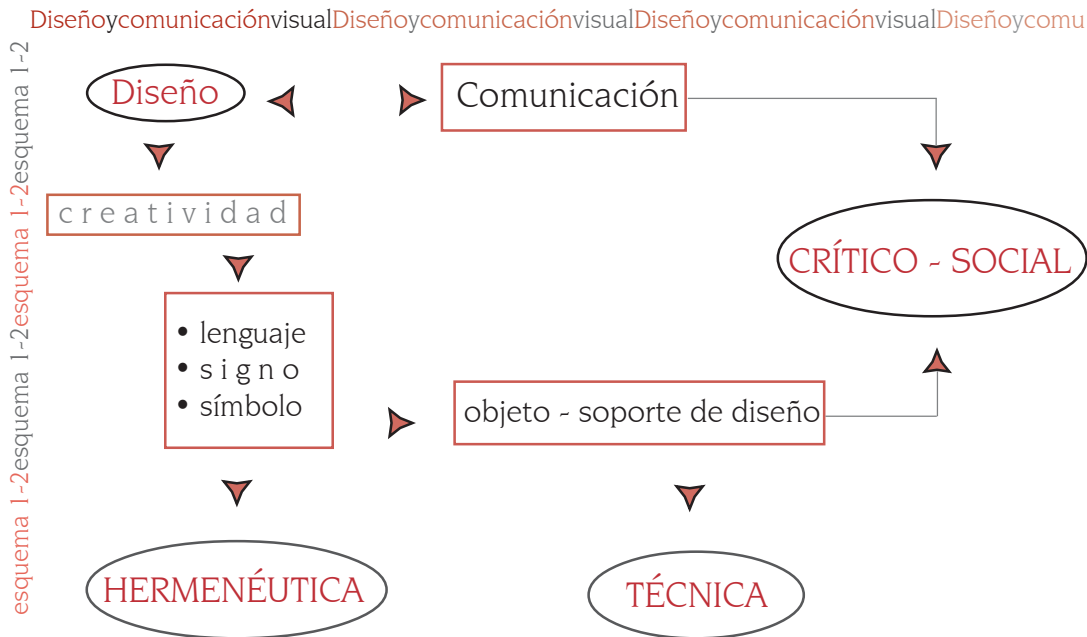 DiseñoycomunicaciónvisualDiseñoycomunicaciónvisualDiseñoycomunicaciónvisualDiseñoycomu
esquema 1-2esquema 1-2esquema 1-2esquema 1-2
Diseño
Comunicación
creatividad
CRÍTICO - SOCIAL
• lenguaje
• signo
• símbolo
objeto - soporte de diseño
HERMENÉUTICA
TÉCNICA